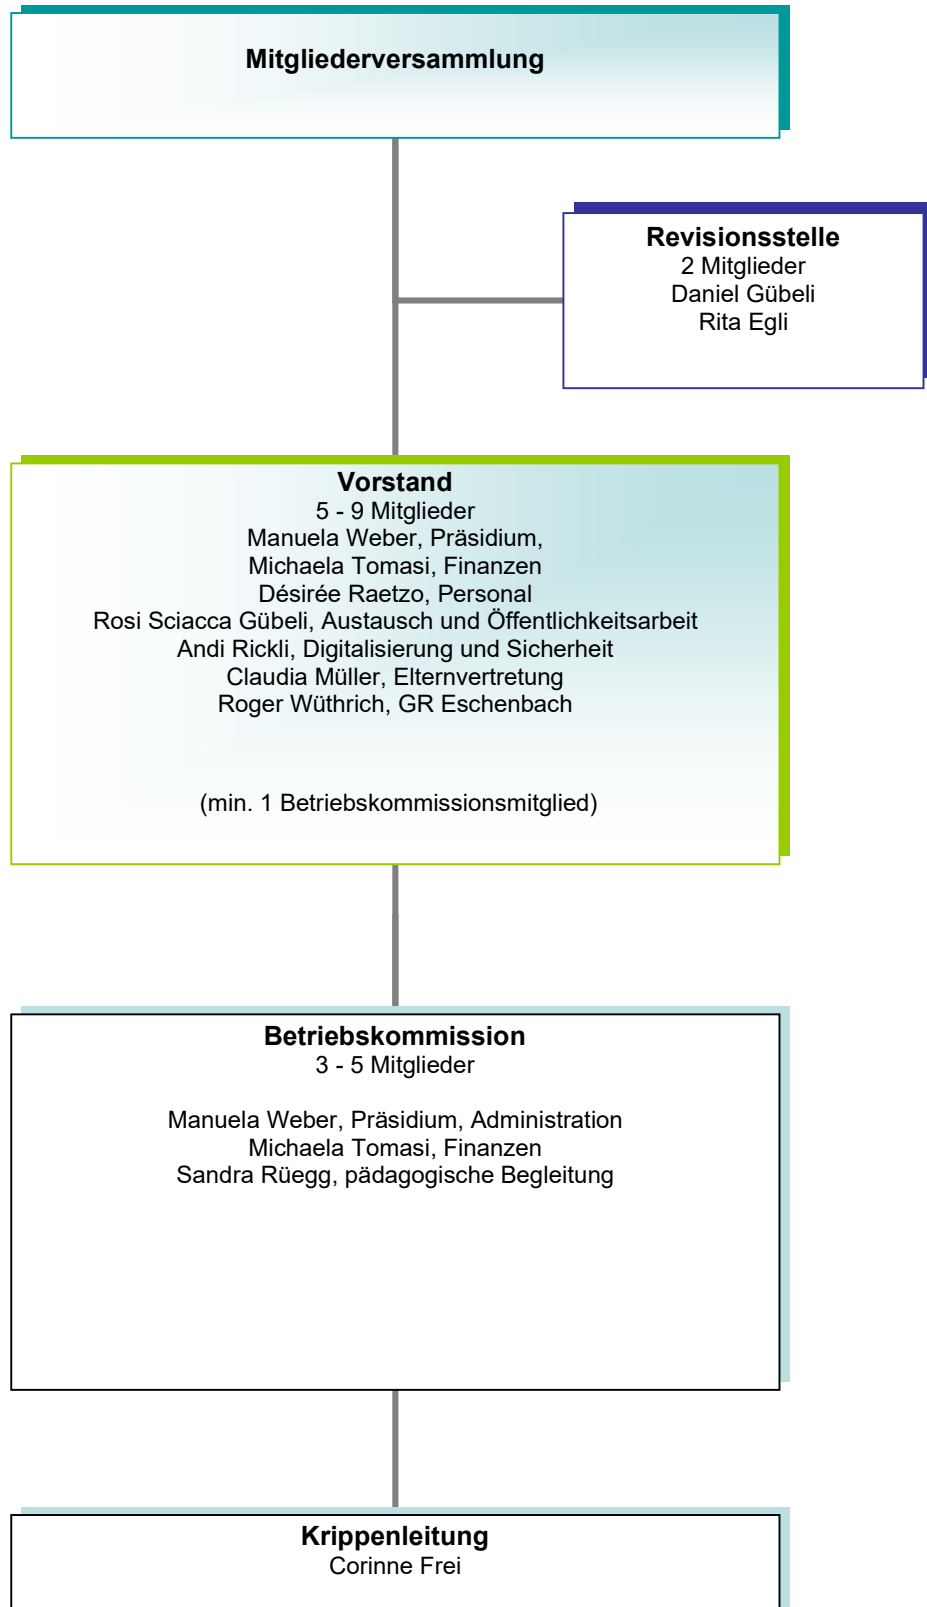 Mitgliederversammlung
Revisionsstelle
2 Mitglieder
Daniel Gübeli
Rita Egli
Vorstand
5 - 9 Mitglieder
Manuela Weber, Präsidium,
Michaela Tomasi, Finanzen
Désirée Raetzo, Personal
Rosi Sciacca Gübeli, Austausch und Öffentlichkeitsarbeit
Andi Rickli, Digitalisierung und Sicherheit
Claudia Müller, Elternvertretung
Roger Wüthrich, GR Eschenbach
(min. 1 Betriebskommissionsmitglied)
Betriebskommission
3 - 5 Mitglieder
Manuela Weber, Präsidium, Administration
Michaela Tomasi, Finanzen
Sandra Rüegg, pädagogische Begleitung
Krippenleitung
Corinne Frei